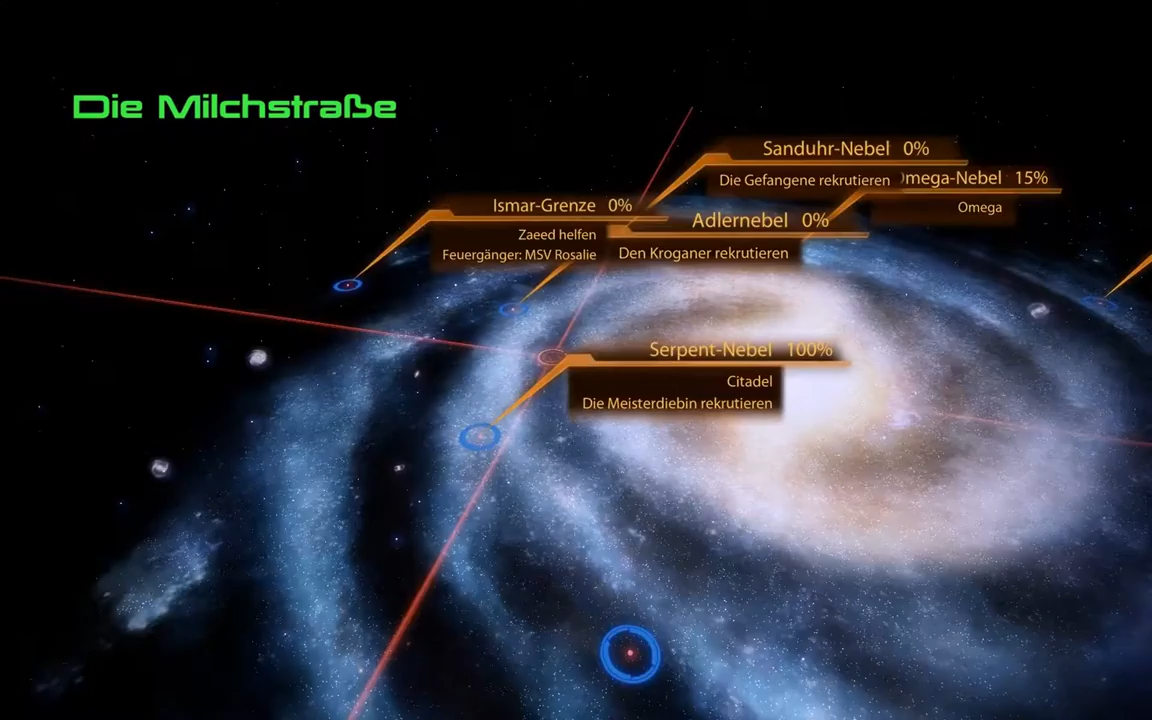 Die Milchstraße
Sanduhr-Nebel 0%
Die Gefangene rekrutieren
mega-Nebel 15%
Omega
Ismar-Grenze 0%
Zaeed helfen
Feuergänger: MSV Rosalie
Adlernebel 0%
Den Kroganer rekrutieren
Serpent-Nebel 100%
Citadel
Die Meisterdiebin rekrutieren